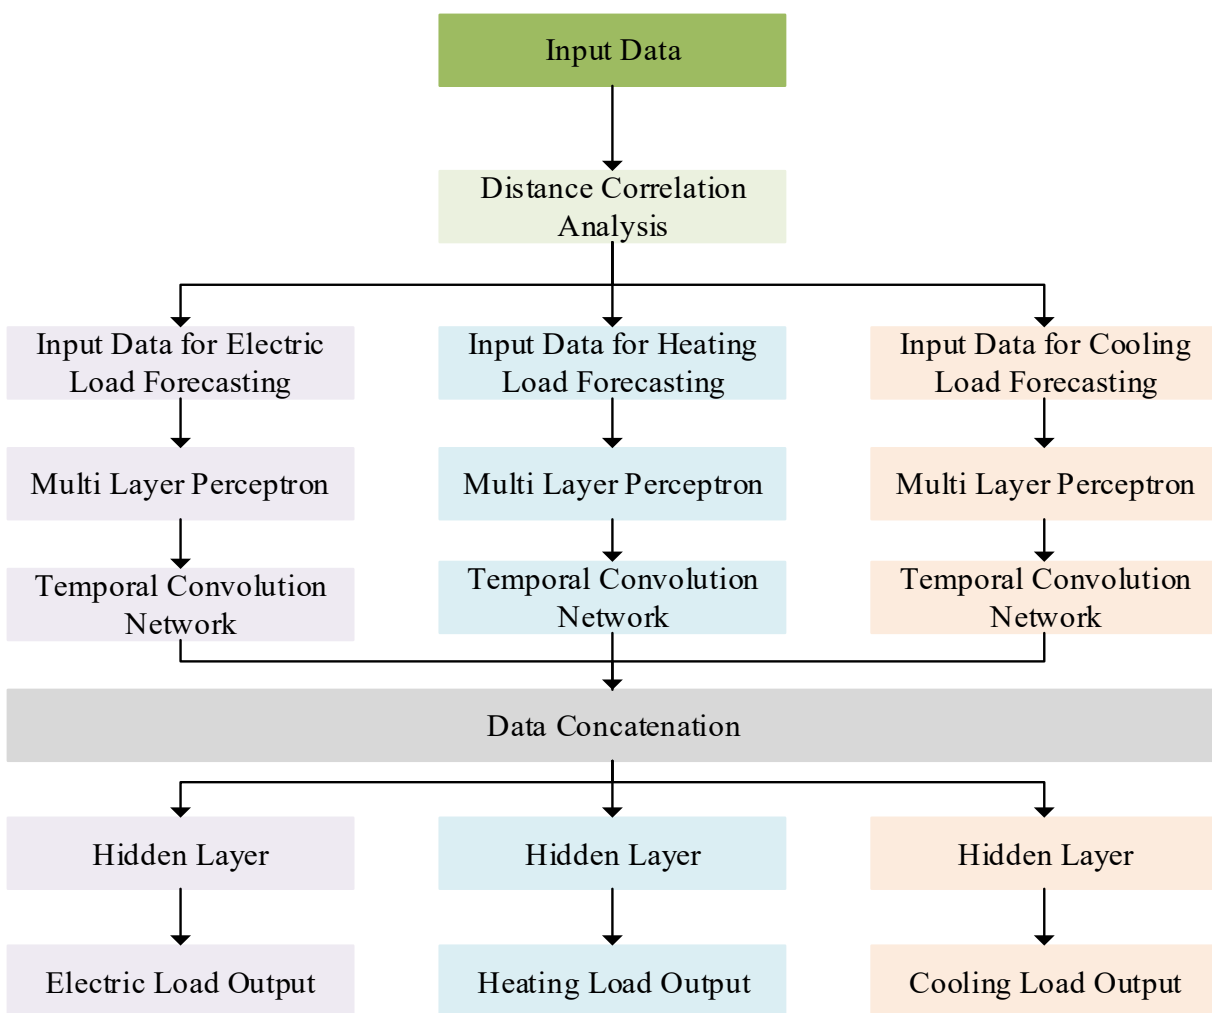 Input Data
Distance Correlation
Analysis
Input Data for Electric
Load Forecasting
Input Data for Heating
Load Forecasting
Input Data for Cooling
Load Forecasting
Multi Layer Perceptron
Multi Layer Perceptron
Multi Layer Perceptron
Temporal Convolution
Network
Temporal Convolution
Network
Temporal Convolution
Network
Data Concatenation
Hidden Layer
Hidden Layer
Hidden Layer
Electric Load Output
Heating Load Output
Cooling Load Output